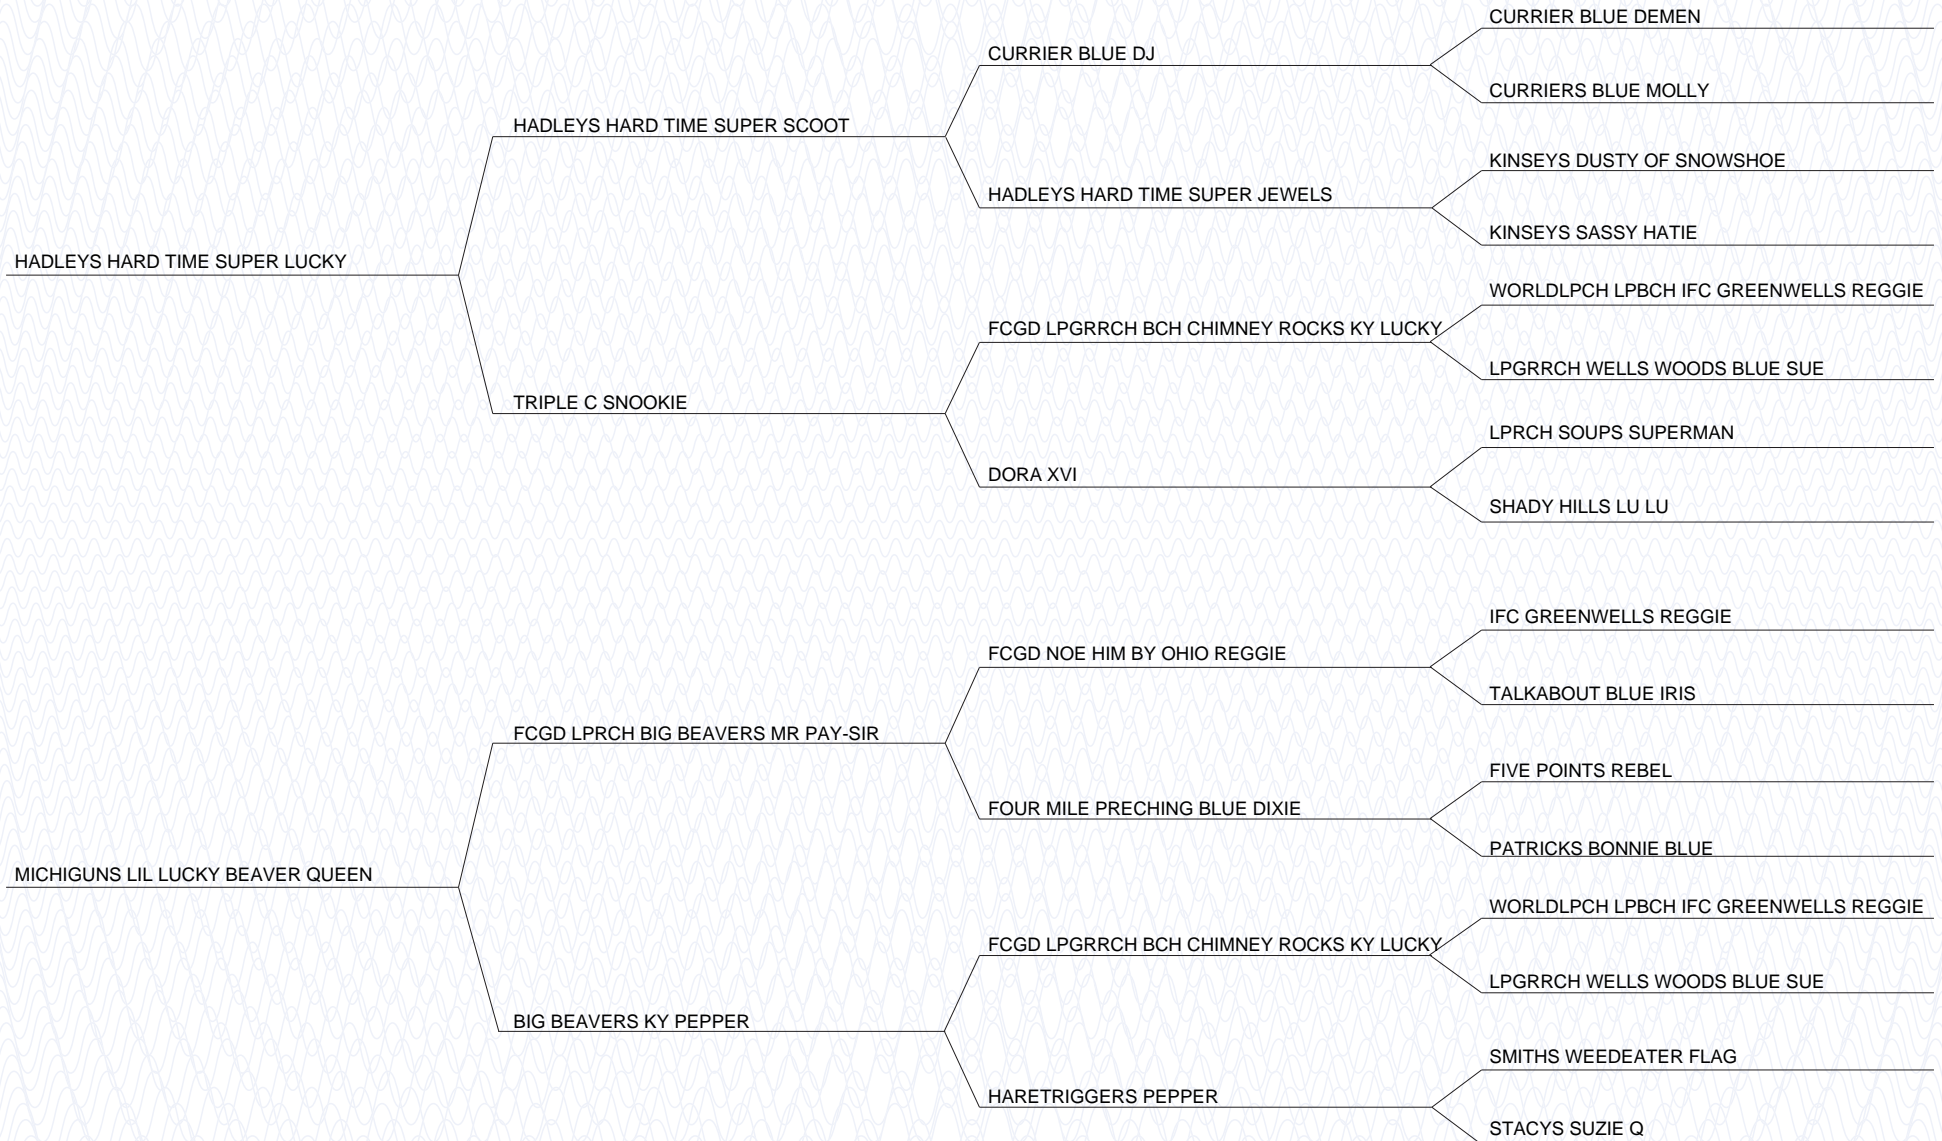 CURRIER BLUE DEMEN
CURRIER BLUE DJ
CURRIERS BLUE MOLLY
HADLEYS HARD TIME SUPER SCOOT
KINSEYS DUSTY OF SNOWSHOE
HADLEYS HARD TIME SUPER JEWELS
KINSEYS SASSY HATIE
HADLEYS HARD TIME SUPER LUCKY
WORLDLPCH LPBCH IFC GREENWELLS REGGIE
FCGD LPGRRCH BCH CHIMNEY ROCKS KY LUCKY
LPGRRCH WELLS WOODS BLUE SUE
TRIPLE C SNOOKIE
LPRCH SOUPS SUPERMAN
DORA XVI
SHADY HILLS LU LU
IFC GREENWELLS REGGIE
FCGD NOE HIM BY OHIO REGGIE
TALKABOUT BLUE IRIS
FCGD LPRCH BIG BEAVERS MR PAY-SIR
FIVE POINTS REBEL
FOUR MILE PRECHING BLUE DIXIE
PATRICKS BONNIE BLUE
MICHIGUNS LIL LUCKY BEAVER QUEEN
WORLDLPCH LPBCH IFC GREENWELLS REGGIE
FCGD LPGRRCH BCH CHIMNEY ROCKS KY LUCKY
LPGRRCH WELLS WOODS BLUE SUE
BIG BEAVERS KY PEPPER
SMITHS WEEDEATER FLAG
HARETRIGGERS PEPPER
STACYS SUZIE Q